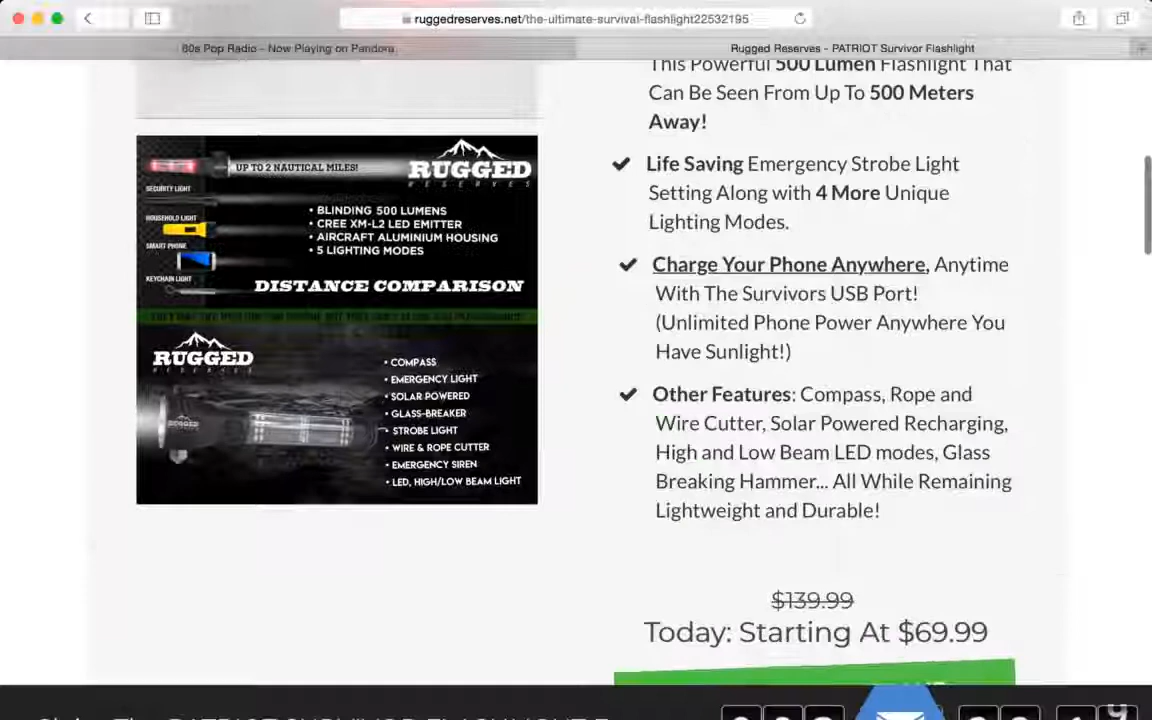 ruggedreserves.net/the-ultimate-survival-flashlight22532195
80s Pop Radio - Now Playing on Pandora
Rugged Reserves - PATRIOT Survivor Flashlight
This Powerful 500 Lumen Flashlight That
Can Be Seen From Up To 500 Meters
Away!
UP TO 2 NAUTICAL MILES!
RUGGED
RESERVES
SECURITY LIGHT
HOUSEHOLD LIGHT
SMART PHONE
KEYCHAIN LIGHT
• BLINDING 500 LUMENS
• CREE XM-L2 LED EMITTER
• AIRCRAFT ALUMINIUM HOUSING
• 5 LIGHTING MODES
DISTANCE COMPARISON
RUGGED
RESERVES
• COMPASS
• EMERGENCY LIGHT
• SOLAR POWERED
• GLASS-BREAKER
• STROBE LIGHT
• WIRE & ROPE CUTTER
• EMERGENCY SIREN
• LED, HIGH/LOW BEAM LIGHT
Life Saving Emergency Strobe Light
Setting Along with 4 More Unique
Lighting Modes.
Charge Your Phone Anywhere, Anytime
With The Survivors USB Port!
(Unlimited Phone Power Anywhere You
Have Sunlight!)
Other Features: Compass, Rope and
Wire Cutter, Solar Powered Recharging,
High and Low Beam LED modes, Glass
Breaking Hammer... All While Remaining
Lightweight and Durable!
$139.99
Today: Starting At $69.99